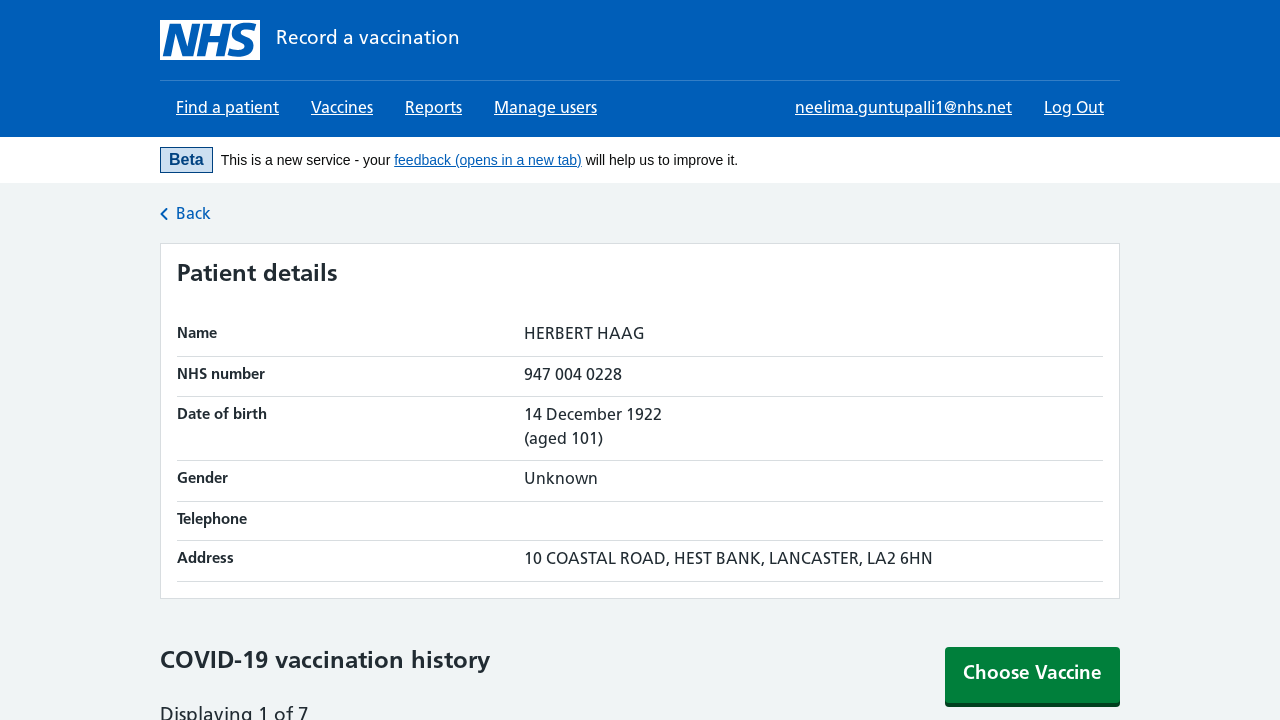 NHS Record a vaccination
Find a patient Vaccines Reports Manage users neelima.guntupalli1@nhs.net Log Out
Beta This is a new service - your feedback (opens in a new tab) will help us to improve it.
Back
Patient details
Name HERBERT HAAG
NHS number 947 004 0228
Date of birth 14 December 1922
(aged 101)
Gender Unknown
Telephone
Address 10 COASTAL ROAD, HEST BANK, LANCASTER, LA2 6HN
COVID-19 vaccination history Choose Vaccine
Displaying 1 of 7